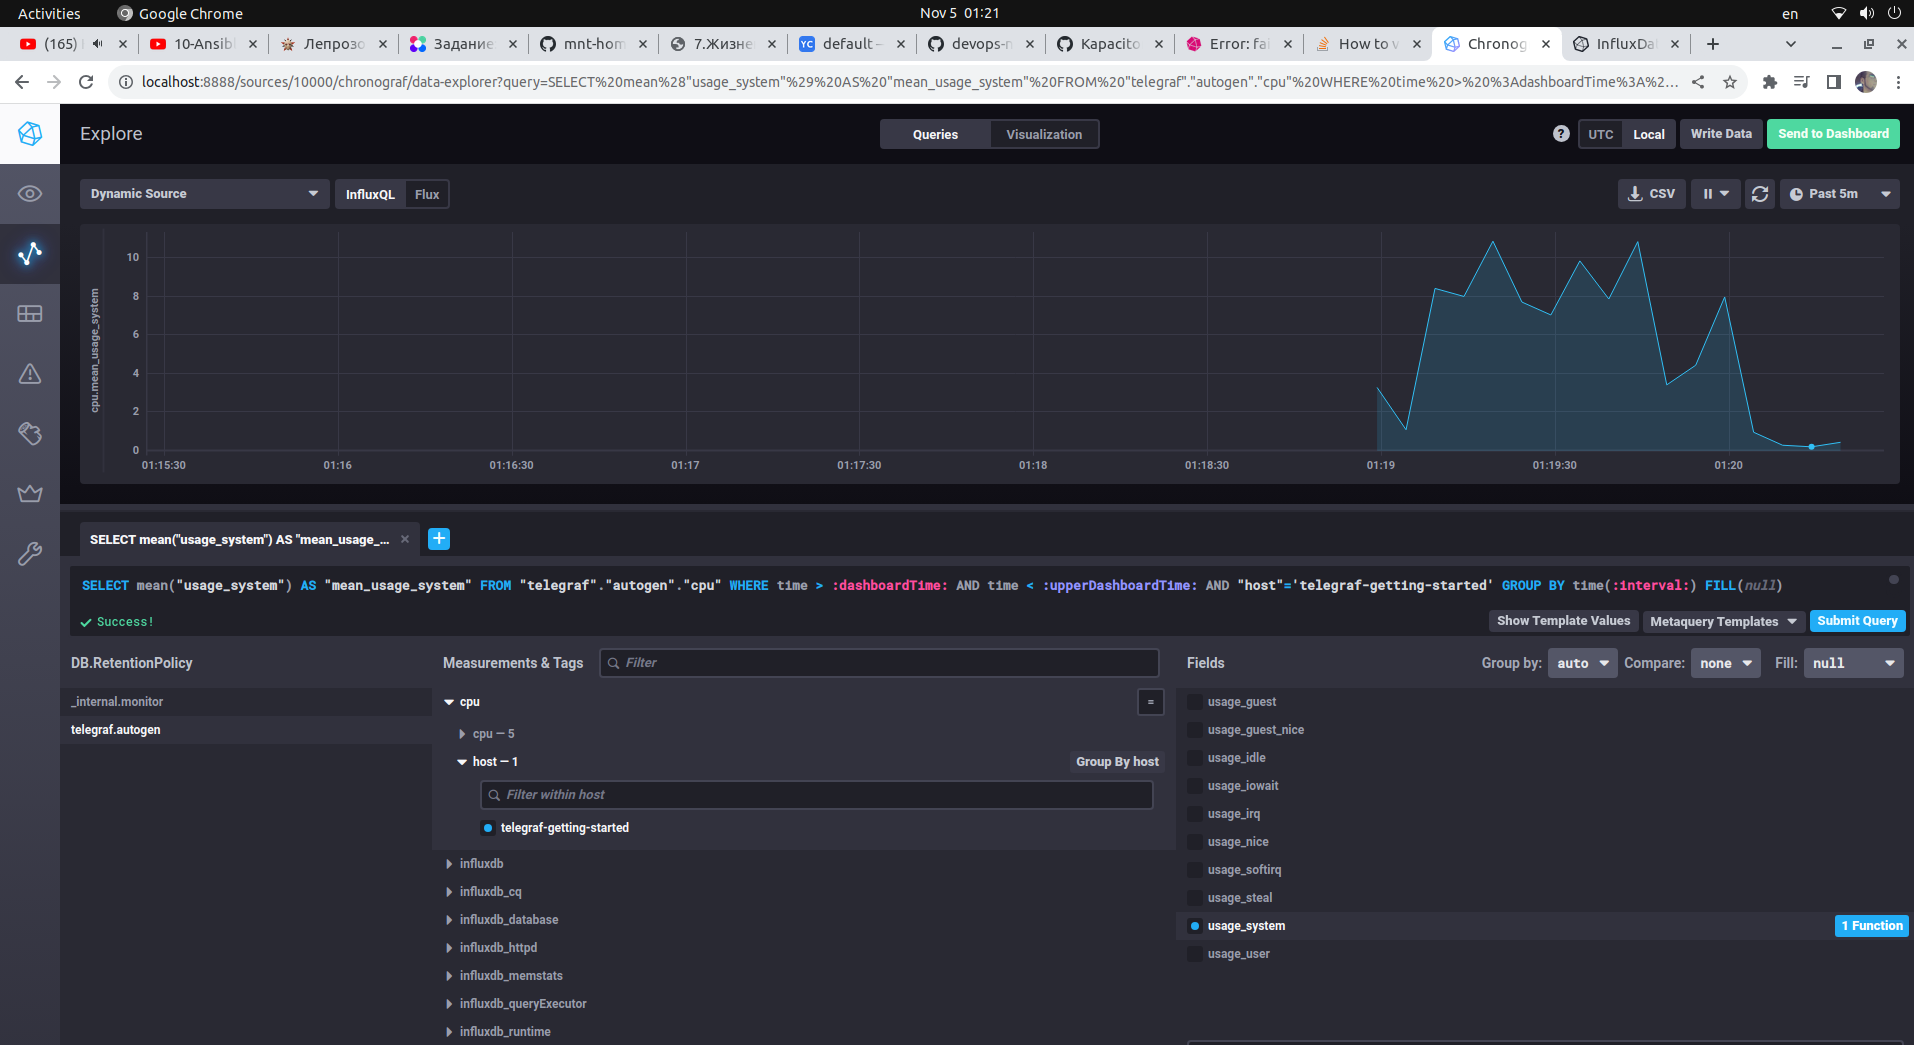 Activities Google Chrome Nov 5 01:21 en
(165) 10-Ansibl Лепрозо Задание mnt-hom 7.Жизне default – devops-n Kapacito Error: fai How to v Chronog InfluxDa
localhost:8888/sources/10000/chronograf/data-explorer?query=SELECT%20mean%28"usage_system"%29%20AS%20"mean_usage_system"%20FROM%20"telegraf"."autogen"."cpu"%20WHERE%20time%20>%20%3AdashboardTime%3A%2...
Explore Queries Visualization ? UTC Local Write Data Send to Dashboard
Dynamic Source InfluxQL Flux CSV Past 5m
cpu.mean_usage_system
10
8
6
4
2
0
01:15:30 01:16 01:16:30 01:17 01:17:30 01:18 01:18:30 01:19 01:19:30 01:20
SELECT mean("usage_system") AS "mean_usage_... × +
SELECT mean("usage_system") AS "mean_usage_system" FROM "telegraf"."autogen"."cpu" WHERE time > :dashboardTime: AND time < :upperDashboardTime: AND "host"='telegraf-getting-started' GROUP BY time(:interval:) FILL(null)
Success! Show Template Values Metaquery Templates Submit Query
DB.RetentionPolicy Measurements & Tags Filter Fields Group by: auto Compare: none Fill: null
_internal.monitor
telegraf.autogen
cpu =
cpu — 5
host — 1 Group By host
Filter within host
telegraf-getting-started
influxdb
influxdb_cq
influxdb_database
influxdb_httpd
influxdb_memstats
influxdb_queryExecutor
influxdb_runtime
usage_guest
usage_guest_nice
usage_idle
usage_iowait
usage_irq
usage_nice
usage_softirq
usage_steal
usage_system 1 Function
usage_user